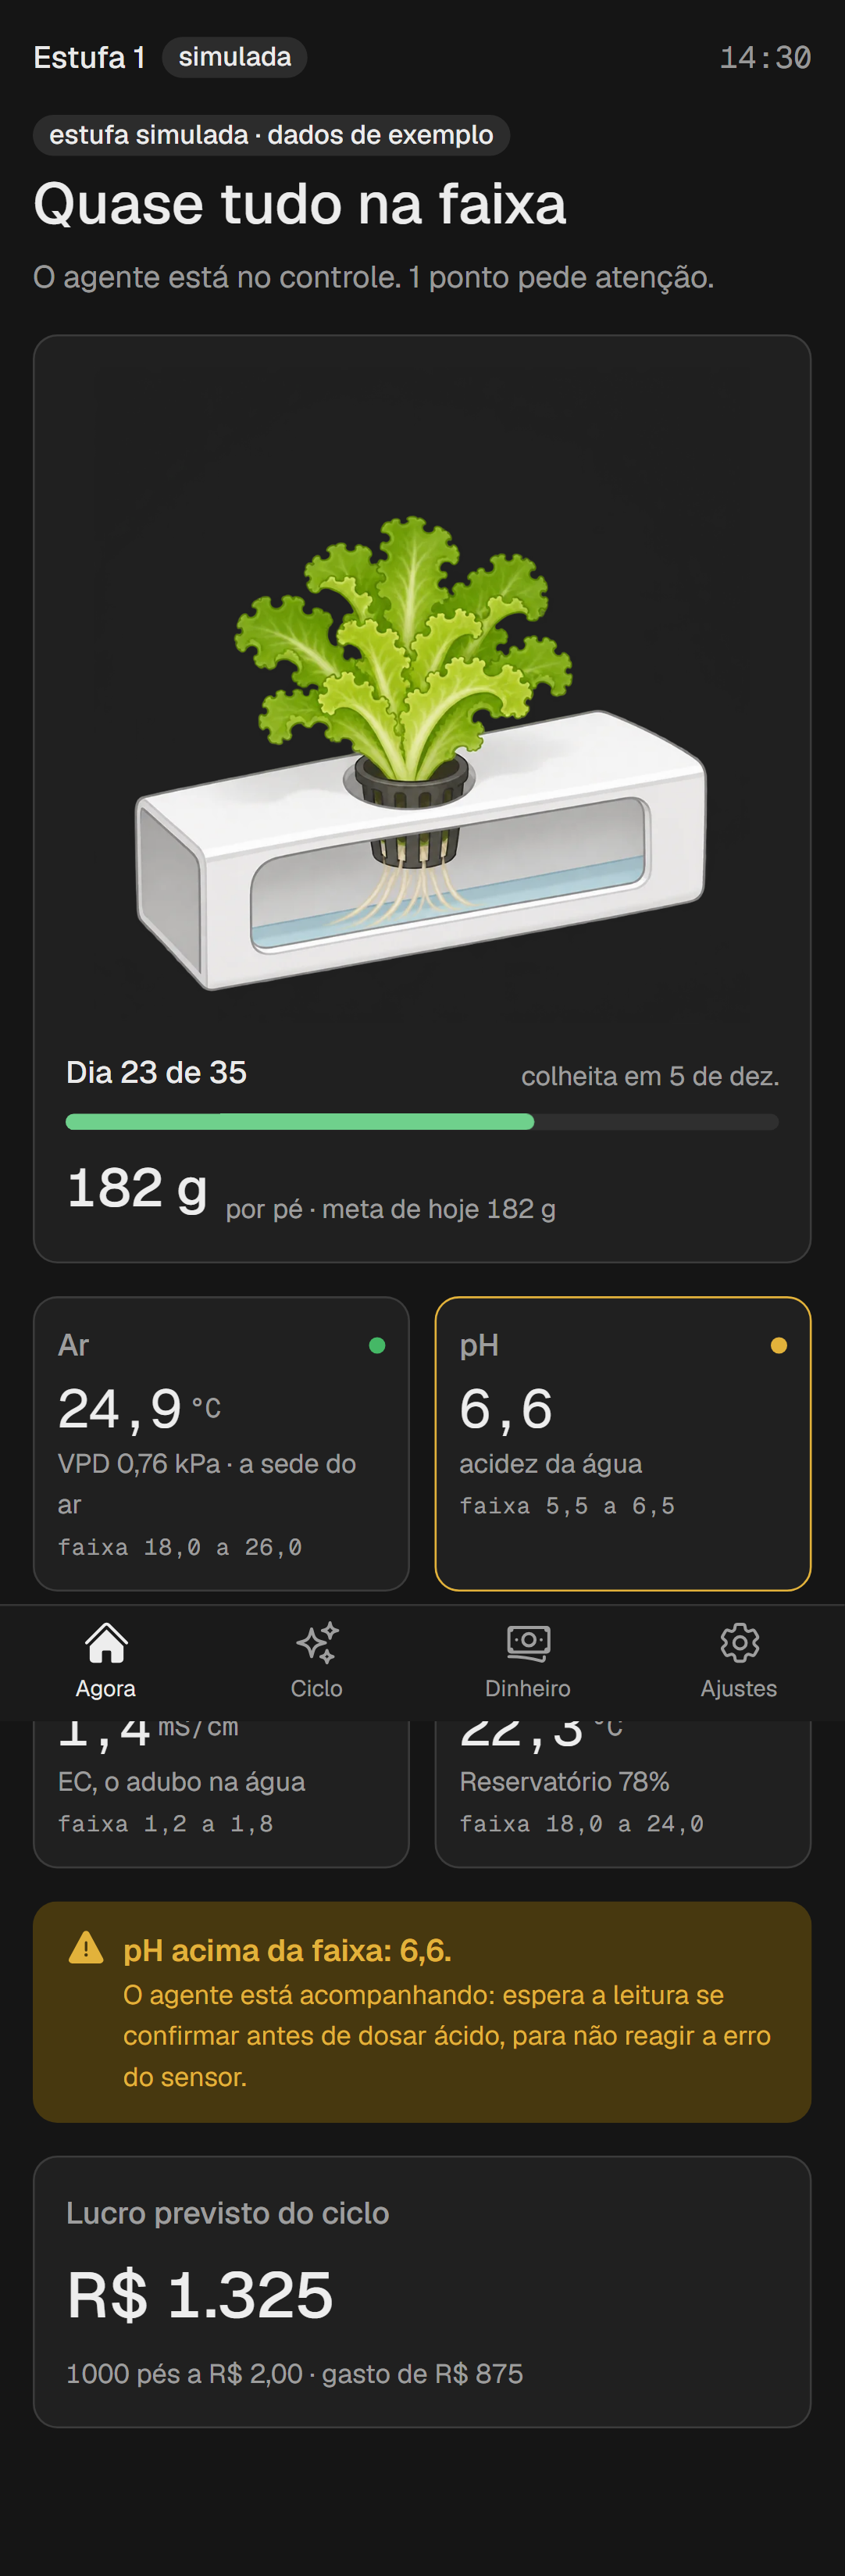 Estufa 1 simulada 14:30
estufa simulada · dados de exemplo
Quase tudo na faixa
O agente está no controle. 1 ponto pede atenção.
Dia 23 de 35 colheita em 5 de dez.
182 g por pé · meta de hoje 182 g
Ar
24,9 °C
VPD 0,76 kPa · a sede do
ar
faixa 18,0 a 26,0
pH
6,6
acidez da água
faixa 5,5 a 6,5
Agora Ciclo Dinheiro Ajustes
1,4 mS/cm
EC, o adubo na água
faixa 1,2 a 1,8
22,3 °C
Reservatório 78%
faixa 18,0 a 24,0
pH acima da faixa: 6,6.
O agente está acompanhando: espera a leitura se
confirmar antes de dosar ácido, para não reagir a erro
do sensor.
Lucro previsto do ciclo
R$ 1.325
1000 pés a R$ 2,00 · gasto de R$ 875